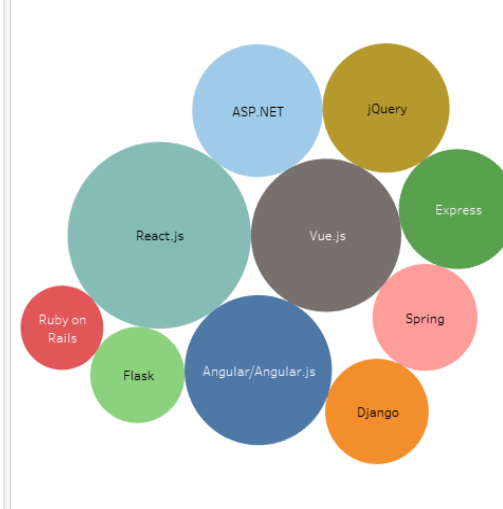 ASP.NET
jQuery
Express
React.js
Vue.js
Ruby on
Rails
Spring
Flask
Angular/Angular.js
Django